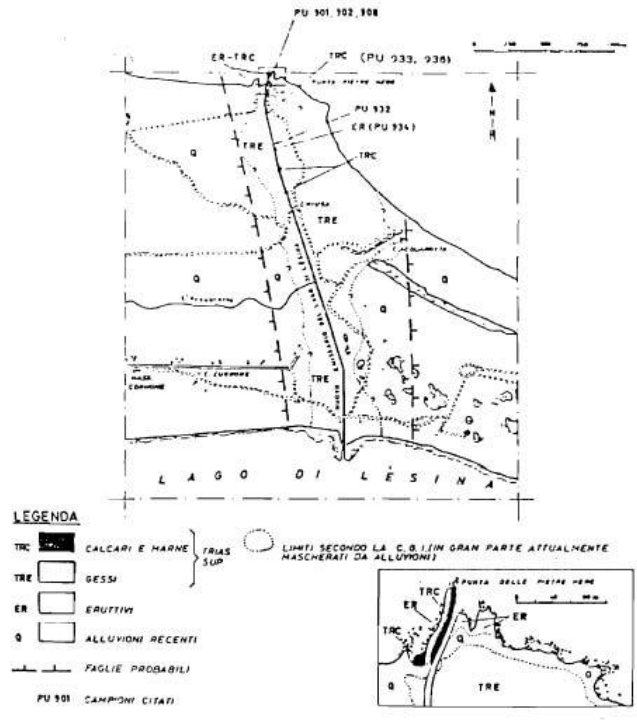 PU 901, 902, 908
ER-TRC
TRC (PU 933, 936)
PUNTA PIETRE NERE
PU 932
ER (PU 934)
TRE
TRC
CHIUSA
TRE
Q
Q
Q
Q
Q
Q
TRE
Q
LAGO DI LÈSINA
LEGENDA
TRC CALCARI E MARNE
TRE GESSI
TRIAS SUP
ER ERUTTIVI
Q ALLUVIONI RECENTI
FAGLIE PROBABILI
PU 901 CAMPIONI CITATI
LIMITI SECONDO LA C.G.I. (IN GRAN PARTE ATTUALMENTE
MASCHERATI DA ALLUVIONI)
PUNTA DELLE PIETRE NERE
TRC
ER
ER
TRC
Q
Q
Q
TRE